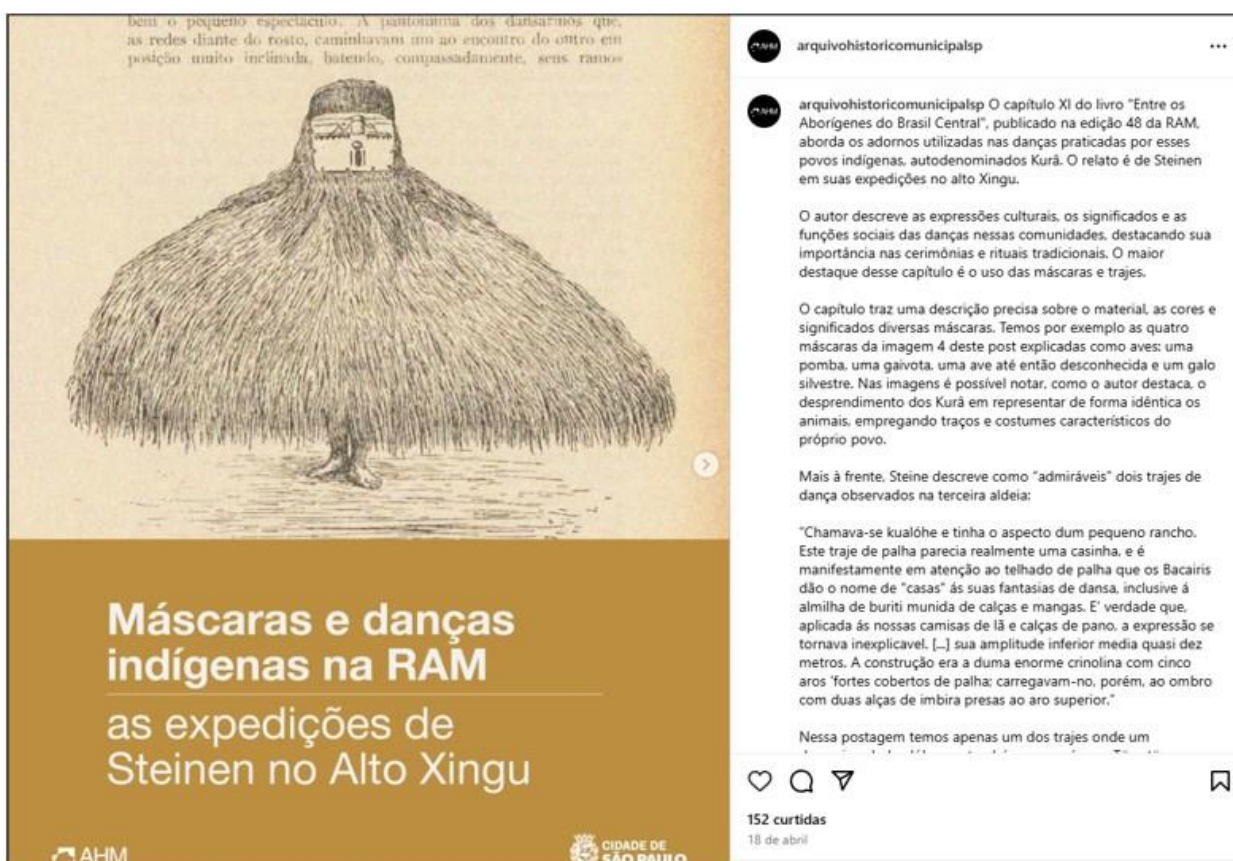 bem o pequeno espectáculo. A pantomima dos dansarinos que,
as redes diante do rosto, caminhavam um ao encontro do outro em
posição muito inclinada, batendo, compassadamente, seus ramos
Máscaras e danças
indígenas na RAM
as expedições de
Steinen no Alto Xingu
AHM
CIDADE DE
SÃO PAULO
AHM
arquivohistoricomunicipalsp
AHM
arquivohistoricomunicipalsp O capítulo XI do livro "Entre os
Aborígenes do Brasil Central", publicado na edição 48 da RAM,
aborda os adornos utilizadas nas danças praticadas por esses
povos indígenas, autodenominados Kurâ. O relato é de Steinen
em suas expedições no alto Xingu.
O autor descreve as expressões culturais, os significados e as
funções sociais das danças nessas comunidades, destacando sua
importância nas cerimônias e rituais tradicionais. O maior
destaque desse capítulo é o uso das máscaras e trajes.
O capítulo traz uma descrição precisa sobre o material, as cores e
significados diversas máscaras. Temos por exemplo as quatro
máscaras da imagem 4 deste post explicadas como aves: uma
pomba, uma gaivota, uma ave até então desconhecida e um galo
silvestre. Nas imagens é possível notar, como o autor destaca, o
desprendimento dos Kurâ em representar de forma idêntica os
animais, empregando traços e costumes característicos do
próprio povo.
Mais à frente, Steine descreve como "admiráveis" dois trajes de
dança observados na terceira aldeia:
"Chamava-se kualóhe e tinha o aspecto dum pequeno rancho.
Este traje de palha parecia realmente uma casinha, e é
manifestamente em atenção ao telhado de palha que os Bacairis
dão o nome de "casas" ás suas fantasias de dansa, inclusive á
almilha de buriti munida de calças e mangas. E' verdade que,
aplicada ás nossas camisas de lã e calças de pano, a expressão se
tornava inexplicavel. [...] sua amplitude inferior media quasi dez
metros. A construção era a duma enorme crinolina com cinco
aros 'fortes cobertos de palha; carregavam-no, porém, ao ombro
com duas alças de imbira presas ao aro superior."
Nessa postagem temos apenas um dos trajes onde um
152 curtidas
18 de abril